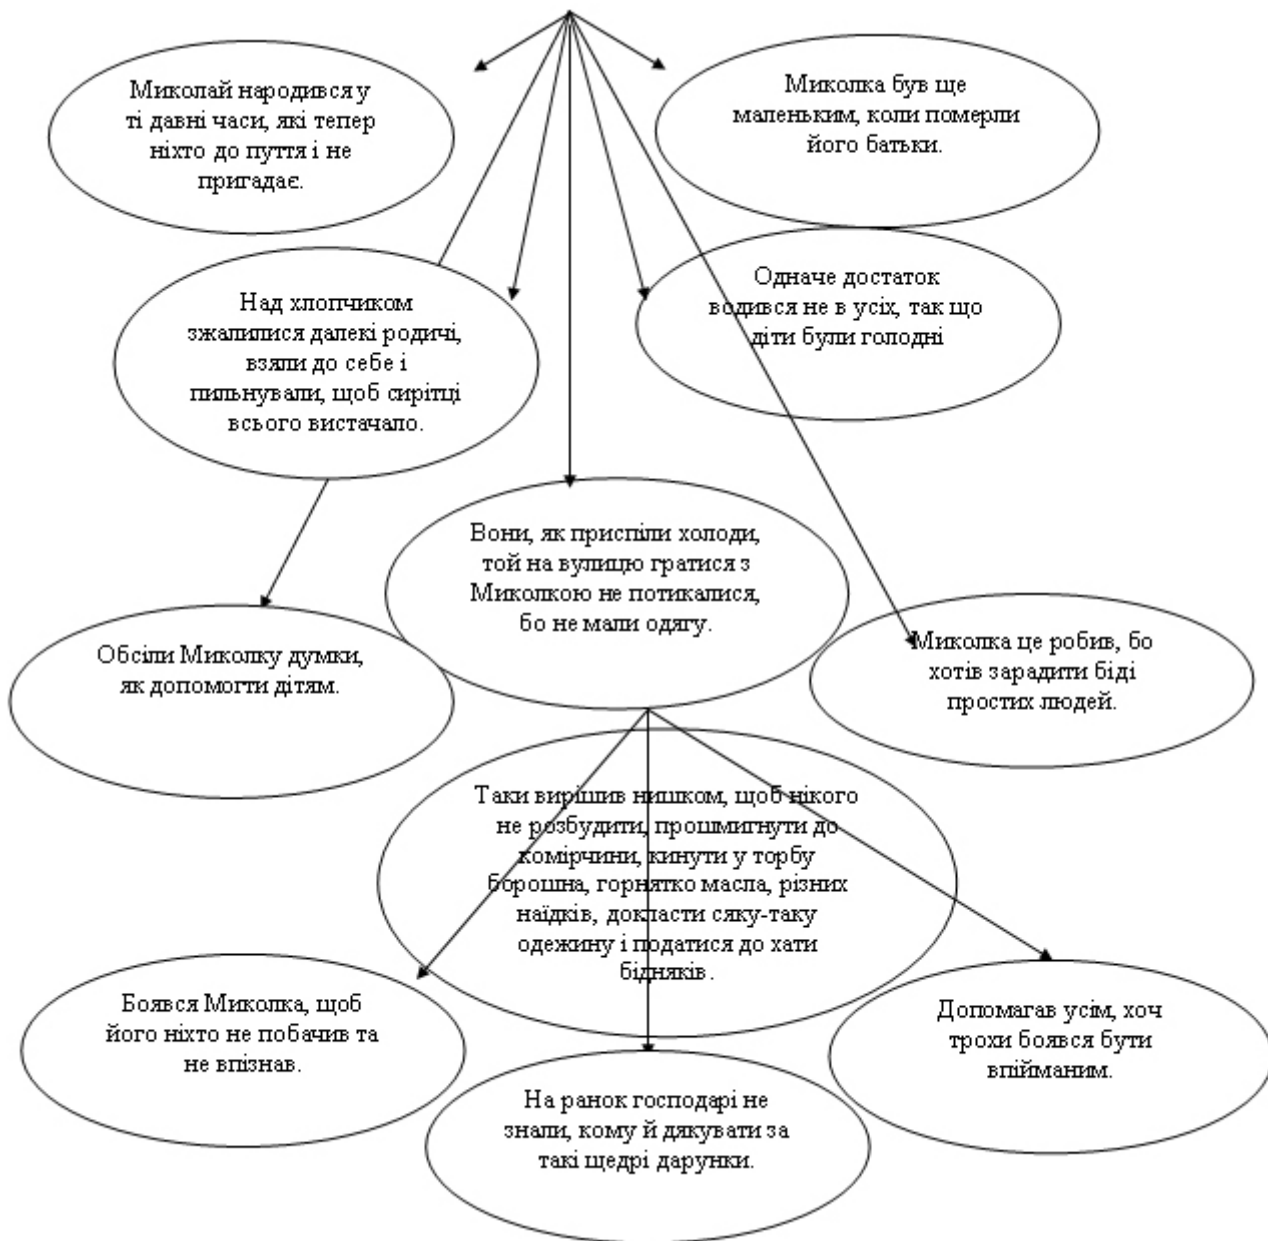 Миколай народився у
ті давні часи, які тепер
ніхто до пуття і не
пригадає.
Миколка був ще
маленьким, коли померли
його батьки.
Над хлопчиком
зжалилися далекі родичі,
взяли до себе і
пильнували, щоб сирітці
всього вистачало.
Одначе достаток
водився не в усіх, так що
діти були голодні
Вони, як приспіли холоди,
той на вулицю гратися з
Миколкою не потикалися,
бо не мали одягу.
Обсіли Миколку думки,
як допомогти дітям.
Миколка це робив, бо
хотів зарадити біді
простих людей.
Таки вирішив нишком, щоб нікого
не розбудити, прошмигнути до
комірчини, кинути у торбу
борошна, горнятко масла, різних
наїдків, докласти сяку-таку
одежину і податися до хати
бідняків.
Боявся Миколка, щоб
його ніхто не побачив та
не впізнав.
Допомагав усім, хоч
трохи боявся бути
впійманим.
На ранок господарі не
знали, кому й дякувати за
такі щедрі дарунки.